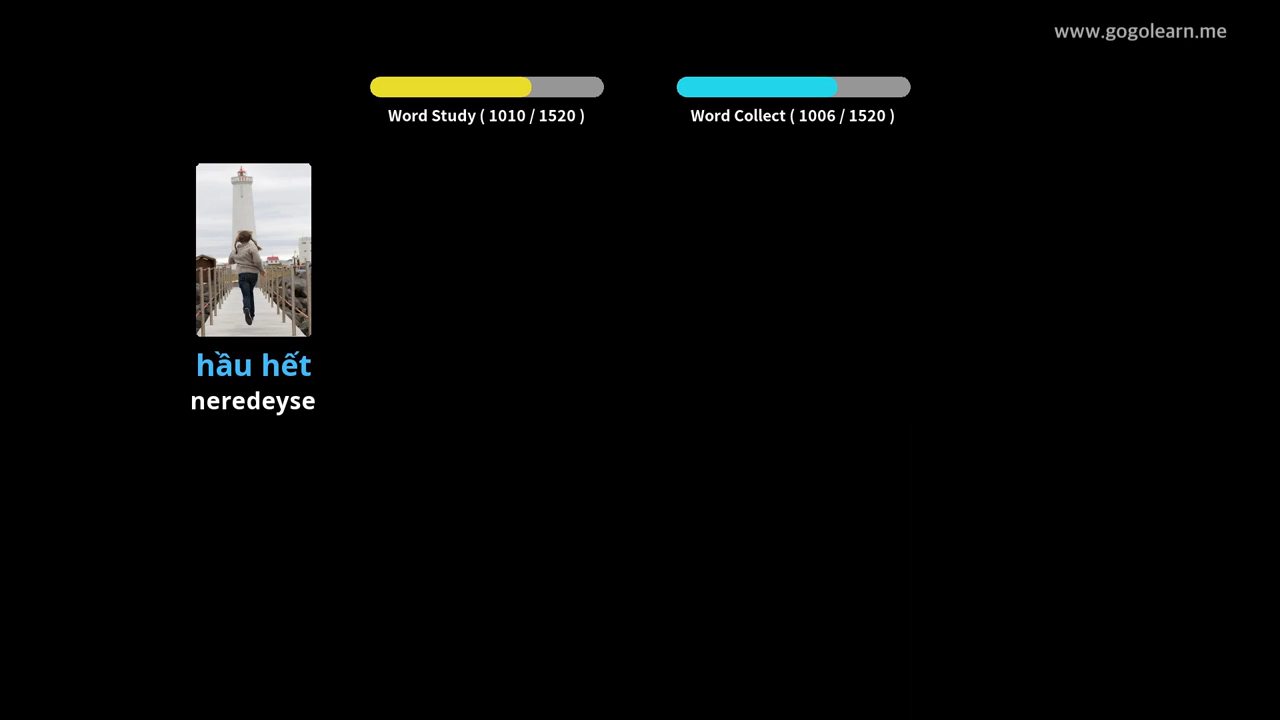 www.gogolearn.me
Word Study ( 1010 / 1520 )
Word Collect ( 1006 / 1520 )
hầu hết
neredeyse